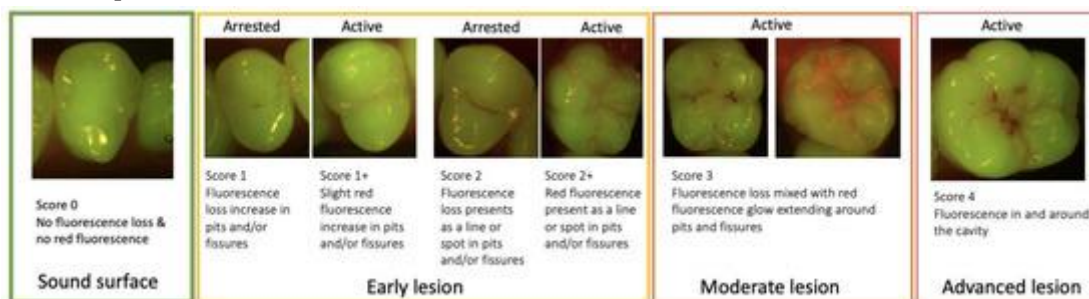 Arrested
Active
Arrested
Active
Active
Active
Score 0
No fluorescence loss &
no red fluorescence
Sound surface
Score 1
Fluorescence
loss increase in
pits and/or
fissures
Score 1+
Slight red
fluorescence
increase in pits
and/or fissures
Score 2
Fluorescence
loss presents
as a line or
spot in pits
and/or fissures
Score 2+
Red fluorescence
present as a line
or spot in pits
and/or fissures
Early lesion
Score 3
Fluorescence loss mixed with red
fluorescence glow extending around
pits and fissures
Moderate lesion
Score 4
Fluorescence in and around
the cavity
Advanced lesion